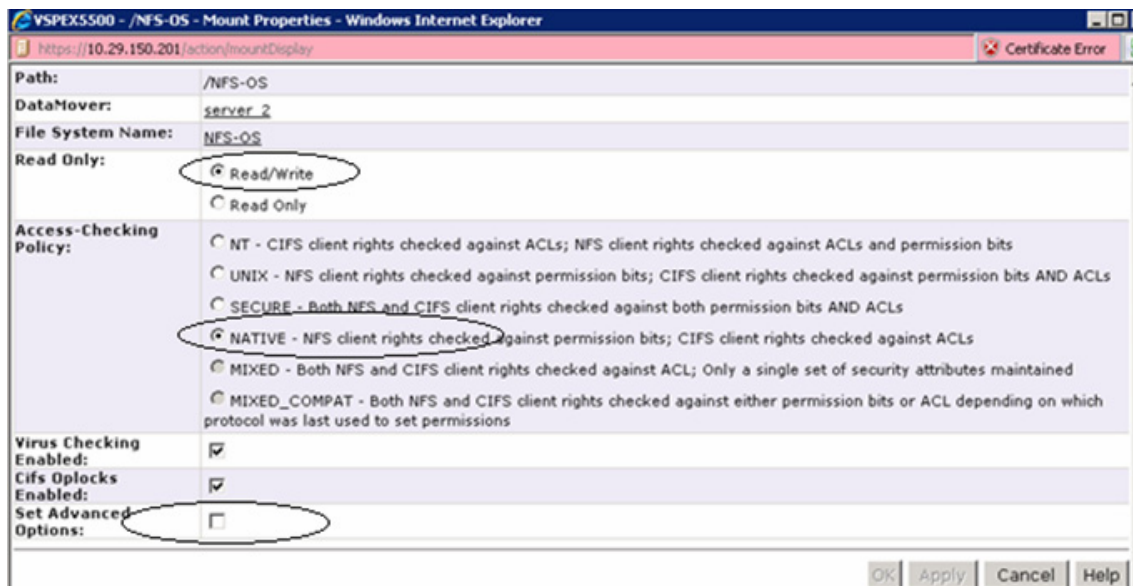 VSPEX5500 - /NFS-OS - Mount Properties - Windows Internet Explorer
https://10.29.150.201/action/mountDisplay
Certificate Error
Path: /NFS-OS
DataMover: server_2
File System Name: NFS-OS
Read Only: Read/Write
Read Only
Access-Checking Policy: NT - CIFS client rights checked against ACLs; NFS client rights checked against ACLs and permission bits
UNIX - NFS client rights checked against permission bits; CIFS client rights checked against permission bits AND ACLs
SECURE - Both NFS and CIFS client rights checked against both permission bits AND ACLs
NATIVE - NFS client rights checked against permission bits; CIFS client rights checked against ACLs
MIXED - Both NFS and CIFS client rights checked against ACL; Only a single set of security attributes maintained
MIXED_COMPAT - Both NFS and CIFS client rights checked against either permission bits or ACL depending on which
protocol was last used to set permissions
Virus Checking
Enabled:
Cifs Oplocks
Enabled:
Set Advanced
Options:
OK Apply Cancel Help